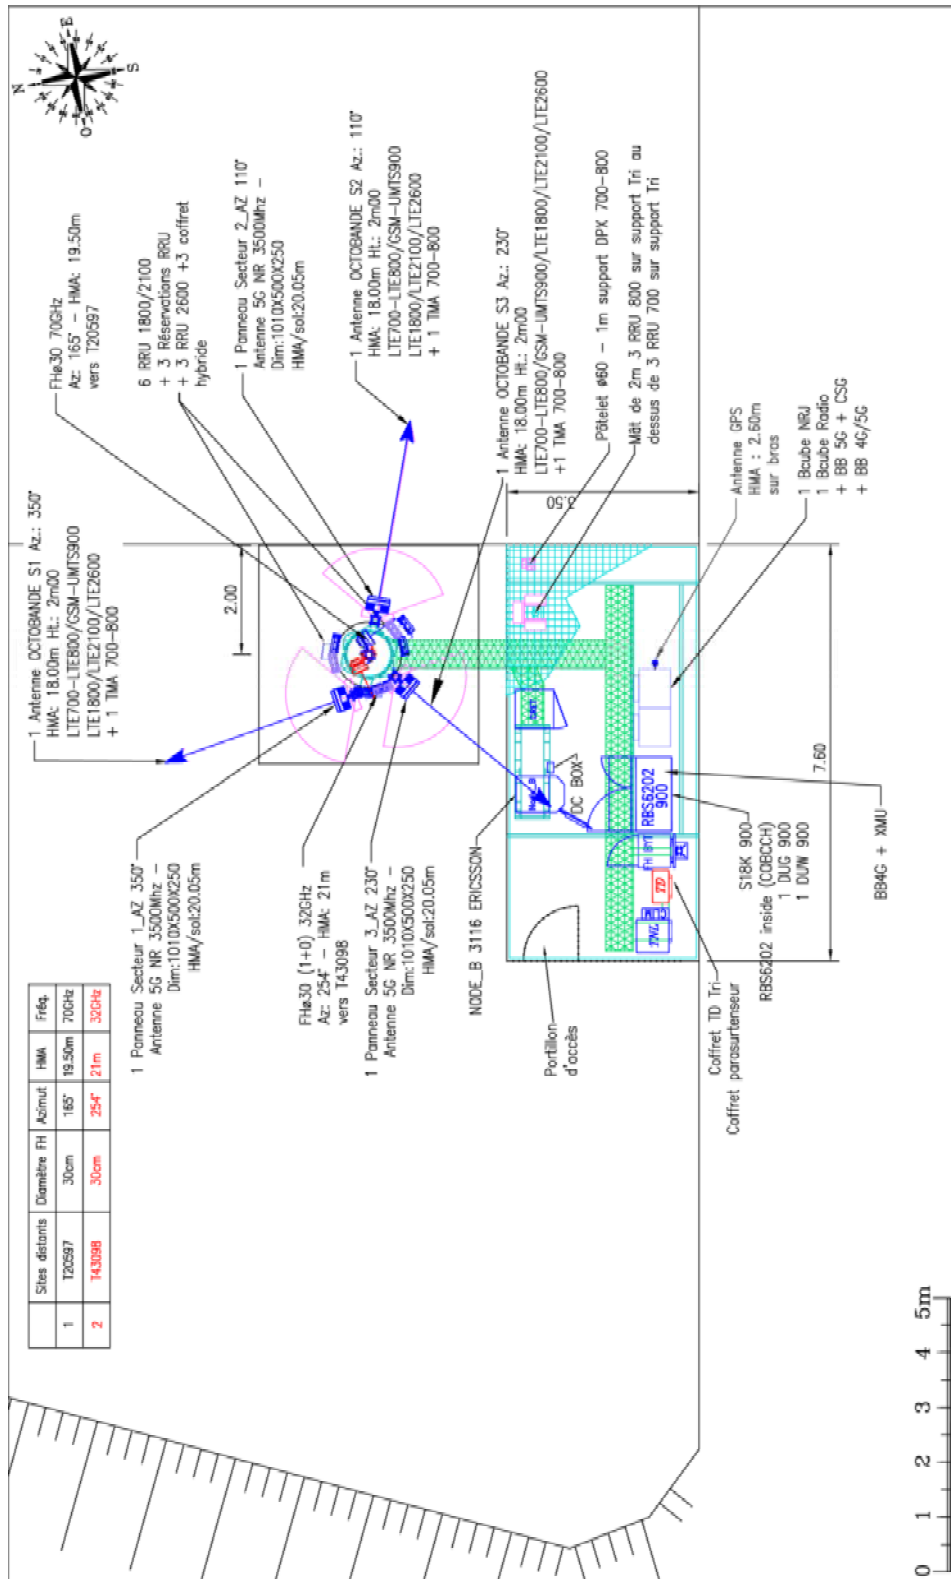 N
E
S
O
1 Antenne OCTOBANDE S1 Az.: 350°
HMA: 18.00m Ht.: 2m00
LTE700-LTE800/GSM-UMTS900
LTE1800/LTE2100/LTE2600
+ 1 TMA 700-800
FHø30 70GHz
Az: 165° - HMA: 19.50m
vers T20597
6 RRU 1800/2100
+ 3 Réservations RRU
+ 3 RRU 2600 +3 coffret
hybride
1 Panneau Secteur 2_AZ 110°
Antenne 5G NR 3500Mhz -
Dim:1010X500X250
HMA/sol:20.05m
1 Antenne OCTOBANDE S2 Az.: 110°
HMA: 18.00m Ht.: 2m00
LTE700-LTE800/GSM-UMTS900
LTE1800/LTE2100/LTE2600
+ 1 TMA 700-800
1 Antenne OCTOBANDE S3 Az.: 230°
HMA: 18.00m Ht.: 2m00
LTE700-LTE800/GSM-UMTS900/LTE1800/LTE2100/LTE2600
+1 TMA 700-800
Pôtelet ø60 - 1m support DPX 700-800
Mât de 2m 3 RRU 800 sur support Tri au
dessus de 3 RRU 700 sur support Tri
Antenne GPS
HMA : 2.60m
sur bras
1 Bcube NRJ
1 Bcube Radio
+ BB 5G + CSG
+ BB 4G/5G
2.00
3.50
7.60
DC BOX
RBS6202
900
FH BYT
TD
TNL
1 Panneau Secteur 1_AZ 350°
Antenne 5G NR 3500Mhz -
Dim:1010X500X250
HMA/sol:20.05m
FHø30 (1+0) 32GHz
Az: 254° - HMA: 21m
vers T43098
1 Panneau Secteur 3_AZ 230°
Antenne 5G NR 3500Mhz -
Dim:1010X500X250
HMA/sol:20.05m
NODE_B 3116 ERICSSON
Portillon
d'accès
Coffret TD Tri
Coffret parasurtenseur
S18K 900
RBS6202 inside (COBCCH)
1 DUG 900
1 DUW 900
BB4G + XMU
Sites distants Diamètre FH Azimut HMA Fréq.
1 T20597 30cm 165° 19.50m 70GHz
2 T43098 30cm 254° 21m 32GHz
0 1 2 3 4 5m